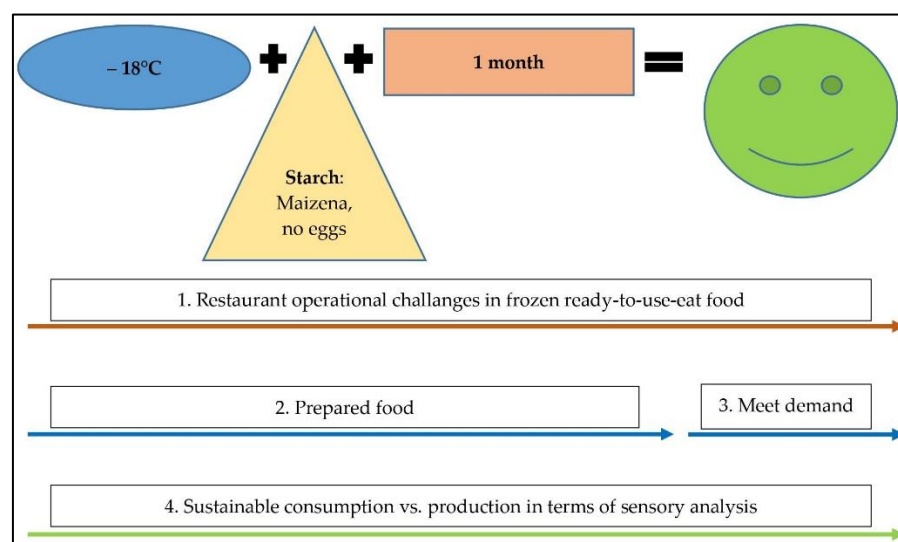 – 18°C
1 month
Starch:
Maizena,
no eggs
1. Restaurant operational challanges in frozen ready-to-use-eat food
2. Prepared food
3. Meet demand
4. Sustainable consumption vs. production in terms of sensory analysis